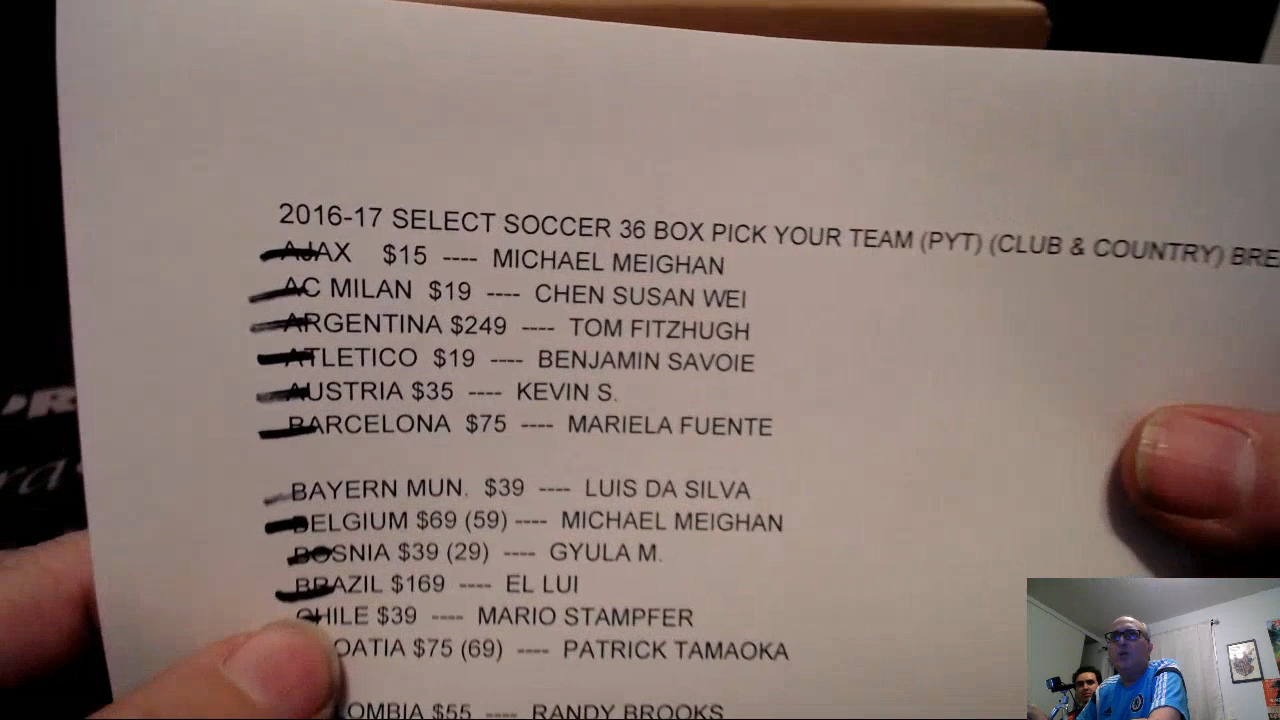 2016-17 SELECT SOCCER 36 BOX PICK YOUR TEAM (PYT) (CLUB & COUNTRY) BRE
AJAX $15 ---- MICHAEL MEIGHAN
AC MILAN $19 ---- CHEN SUSAN WEI
ARGENTINA $249 ---- TOM FITZHUGH
ATLETICO $19 ---- BENJAMIN SAVOIE
AUSTRIA $35 ---- KEVIN S.
BARCELONA $75 ---- MARIELA FUENTE
BAYERN MUN. $39 ---- LUIS DA SILVA
BELGIUM $69 (59) ---- MICHAEL MEIGHAN
BOSNIA $39 (29) ---- GYULA M.
BRAZIL $169 ---- EL LUI
CHILE $39 ---- MARIO STAMPFER
OATIA $75 (69) ---- PATRICK TAMAOKA
LOMBIA $55 ---- RANDY BROOKS